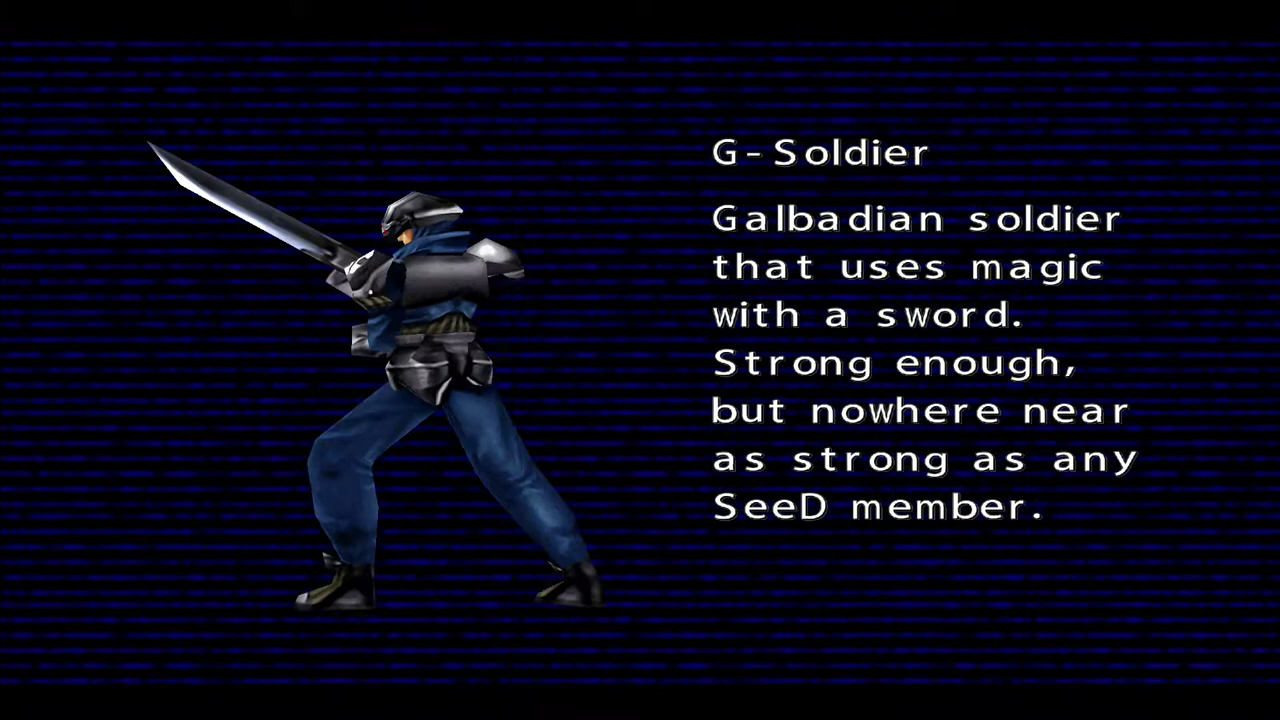 G-Soldier
Galbadian soldier
that uses magic
with a sword.
Strong enough,
but nowhere near
as strong as any
SeeD member.